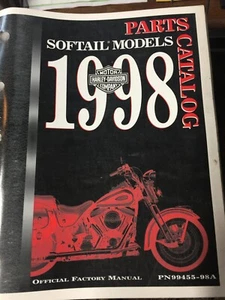 PARTS CATALOG
SOFTAIL® MODELS
1998
MOTOR
HARLEY-DAVIDSON
COMPANY
OFFICIAL FACTORY MANUAL
PN99455-98A